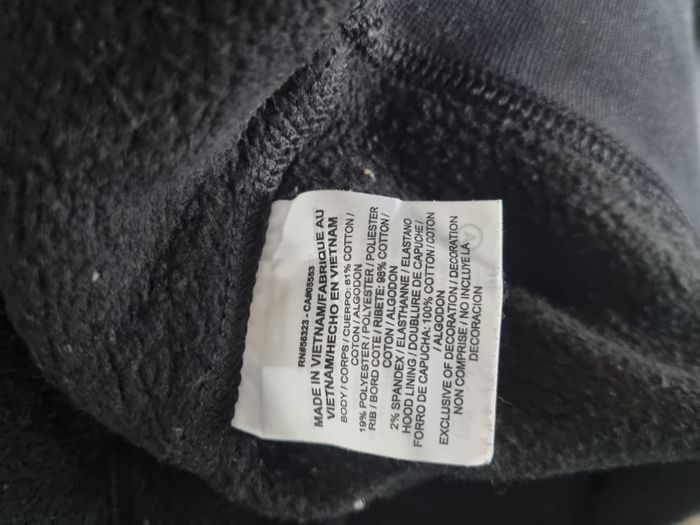 RN#56323 - CA#05553
MADE IN VIETNAM/FABRIQUE AU
VIETNAM/HECHO EN VIETNAM
BODY / CORPS / CUERPO: 81% COTTON /
COTON / ALGODON
19% POLYESTER / POLYESTER / POLIESTER
RIB / BORD COTE / RIBETE: 98% COTTON /
COTON / ALGODON
2% SPANDEX / ELASTHANNE / ELASTANO
HOOD LINING / DOUBLURE DE CAPUCHE /
FORRO DE CAPUCHA: 100% COTTON / COTON
/ ALGODON
EXCLUSIVE OF DECORATION / DECORATION
NON COMPRISE / NO INCLUYE LA
DECORACION